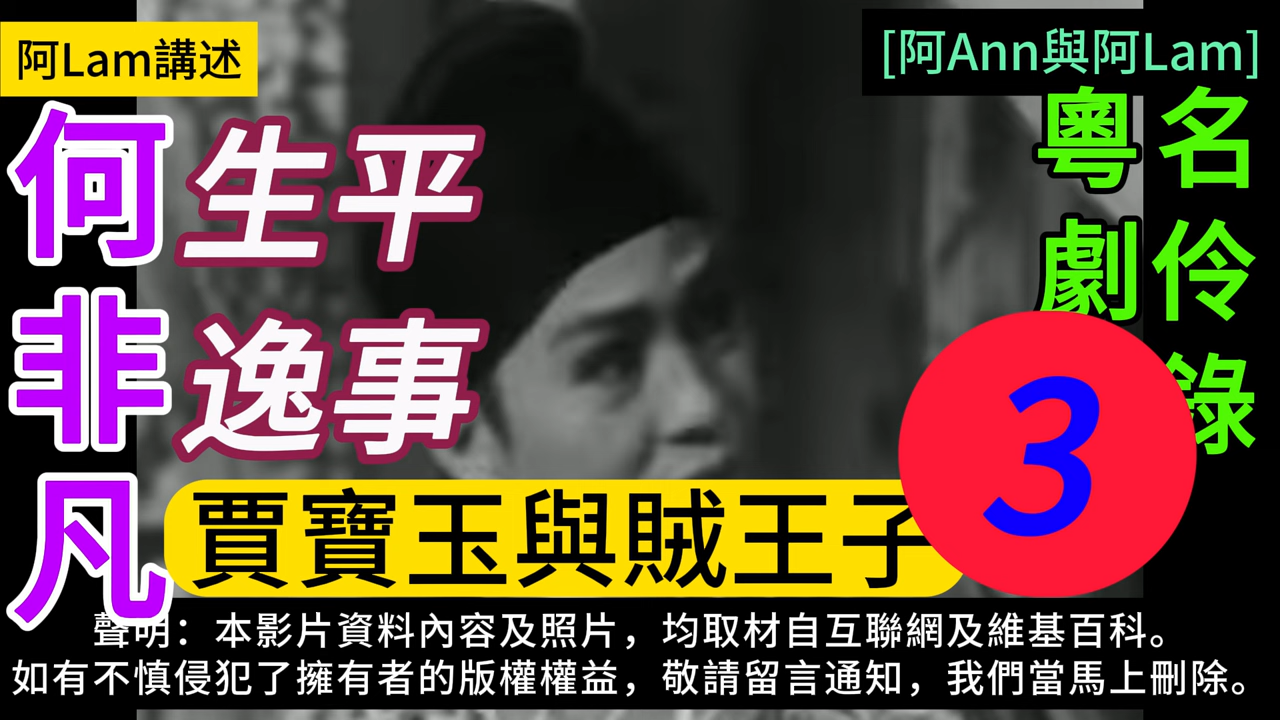 阿Lam講述
[阿Ann與阿Lam]
何非凡
生平
逸事
粵劇
名伶錄
3
賈寶玉與賊王子
聲明：本影片資料內容及照片，均取材自互聯網及維基百科。
如有不慎侵犯了擁有者的版權權益，敬請留言通知，我們當馬上刪除。